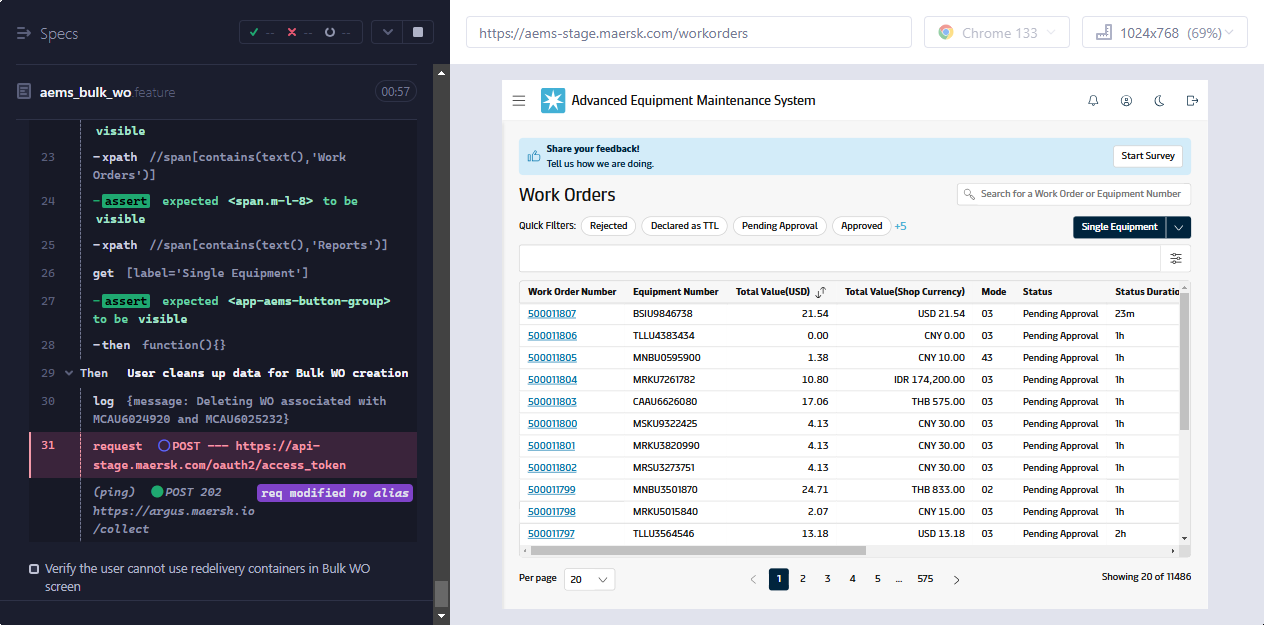 Specs
--
--
--
aems_bulk_wo.feature
00:57
visible
23 -xpath //span[contains(text(),'Work
Orders')]
24 -assert expected <span.m-l-8> to be
visible
25 -xpath //span[contains(text(),'Reports')]
26 get [label='Single Equipment']
27 -assert expected <app-aems-button-group>
to be visible
28 -then function(){}
29 Then User cleans up data for Bulk WO creation
30 log {message: Deleting WO associated with
MCAU6024920 and MCAU6025232}
31 request POST --- https://api-
stage.maersk.com/oauth2/access_token
(ping) POST 202 req modified no alias
https://argus.maersk.io
/collect
Verify the user cannot use redelivery containers in Bulk WO
screen
https://aems-stage.maersk.com/workorders
Chrome 133
1024x768 (69%)
Advanced Equipment Maintenance System
Share your feedback!
Tell us how we are doing.
Start Survey
Work Orders
Search for a Work Order or Equipment Number
Quick Filters: Rejected Declared as TTL Pending Approval Approved +5
Single Equipment
Work Order Number Equipment Number Total Value(USD) Total Value(Shop Currency) Mode Status Status Duratio
500011807 BSIU9846738 21.54 USD 21.54 03 Pending Approval 23m
500011806 TLLU4383434 0.00 CNY 0.00 03 Pending Approval 1h
500011805 MNBU0595900 1.38 CNY 10.00 43 Pending Approval 1h
500011804 MRKU7261782 10.80 IDR 174,200.00 03 Pending Approval 1h
500011803 CAAU6626080 17.06 THB 575.00 03 Pending Approval 1h
500011800 MSKU9322425 4.13 CNY 30.00 03 Pending Approval 1h
500011801 MRKU3820990 4.13 CNY 30.00 03 Pending Approval 1h
500011802 MRSU3273751 4.13 CNY 30.00 03 Pending Approval 1h
500011799 MNBU3501870 24.71 THB 833.00 02 Pending Approval 1h
500011798 MRKU5015840 2.07 CNY 15.00 03 Pending Approval 1h
500011797 TLLU3564546 13.18 USD 13.18 03 Pending Approval 2h
Per page 20
1 2 3 4 5 ... 575
Showing 20 of 11486